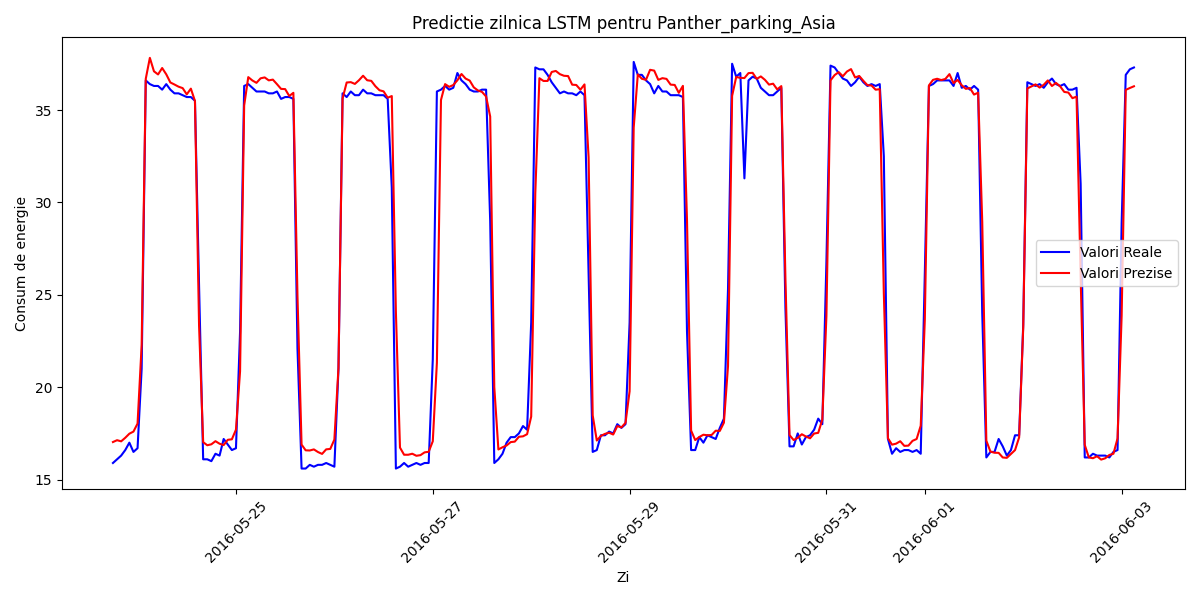 Predictie zilnica LSTM pentru Panther_parking_Asia
Consum de energie
35
30
25
20
15
Valori Reale
Valori Prezise
2016-05-25
2016-05-27
2016-05-29
2016-05-31
2016-06-01
2016-06-03
Zi